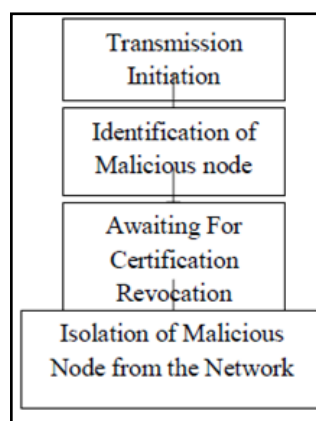 Transmission
Initiation
Identification of
Malicious node
Awaiting For
Certification
Revocation
Isolation of Malicious
Node from the Network